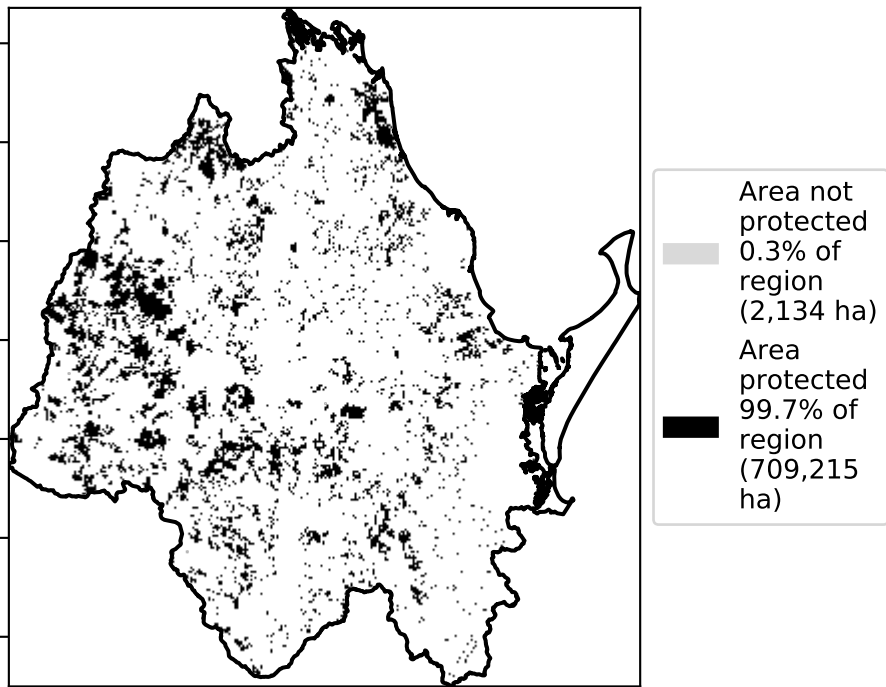 Area not
protected
0.3% of
region
(2,134 ha)
Area
protected
99.7% of
region
(709,215
ha)